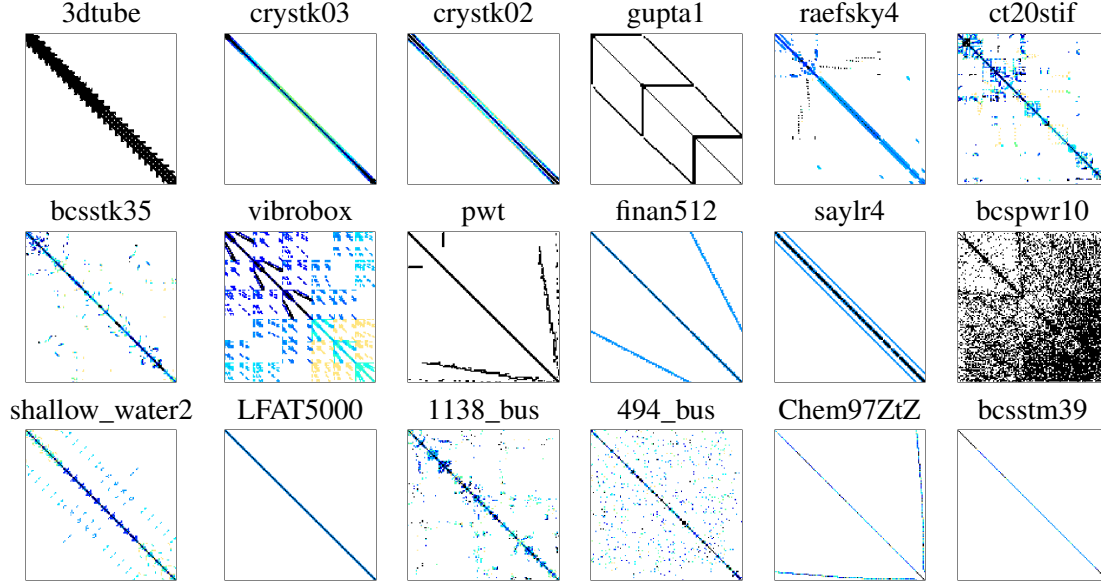 3dtube crystk03 crystk02 gupta1 raefsky4 ct20stif
bcsstk35 vibrobox pwt finan512 saylr4 bcspwr10
shallow_water2 LFAT5000 1138_bus 494_bus Chem97ZtZ bcsstm39